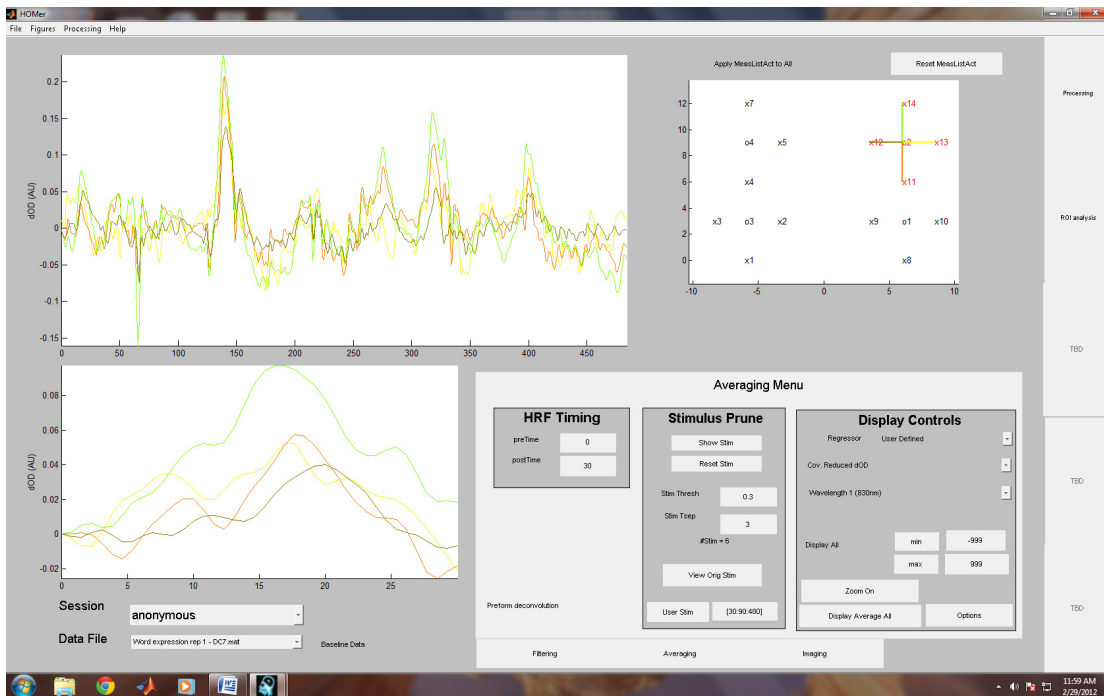 HOMer
File Figures Processing Help
dOD (AU)
0.2
0.15
0.1
0.05
0
-0.05
-0.1
-0.15
0 50 100 150 200 250 300 350 400 450
Apply MeasListAct to All
Reset MeasListAct
12
10
8
6
4
2
0
-10 -5 0 5 10
x7
x14
o4 x5
x12 o2 x13
x4
x11
x3 o3 x2
x9 o1 x10
x1
x8
Processing
ROI analysis
TBD
TBD
TBD
dOD (AU)
0.08
0.06
0.04
0.02
0
-0.02
0 5 10 15 20 25
Averaging Menu
HRF Timing
preTime 0
postTime 30
Stimulus Prune
Show Stim
Reset Stim
Stim Thresh 0.3
Stim Tsep 3
#Stim = 6
View Orig Stim
User Stim [30:90:480]
Display Controls
Regressor User Defined
Cov. Reduced dOD
Wavelength 1 (830nm)
Display All min -999
max 999
Zoom On
Display Average All Options
Preform deconvolution
Session anonymous
Data File Word expression rep 1 - DC7.mat Baseline Data
Filtering Averaging Imaging
11:59 AM
2/29/2012